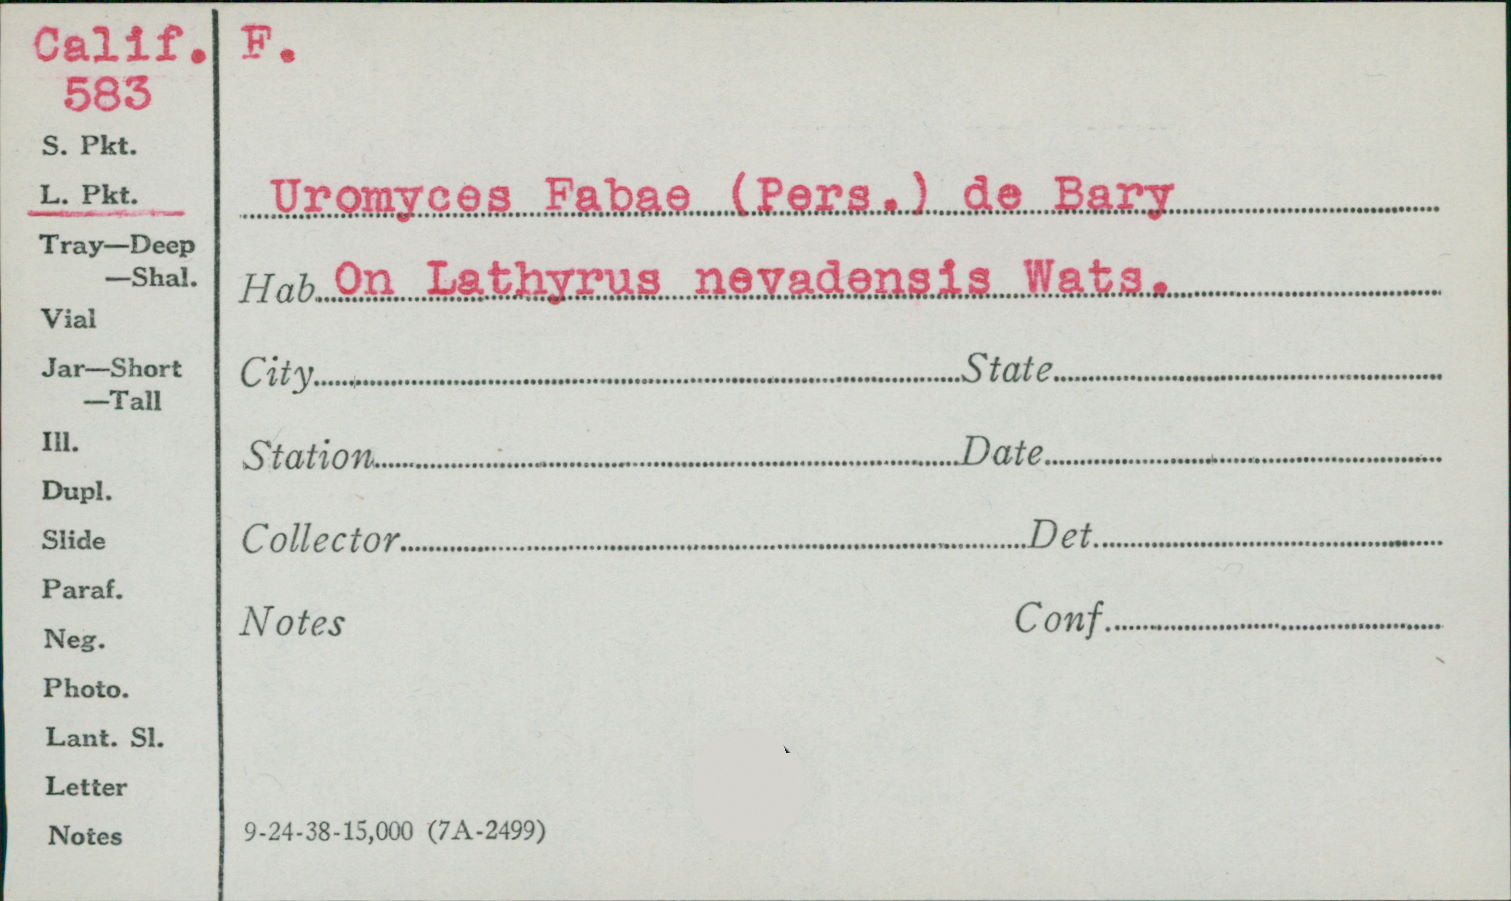 Calif. F.
583
S. Pkt.
L. Pkt.
Tray—Deep
—Shal.
Vial
Jar—Short
—Tall
Ill.
Dupl.
Slide
Paraf.
Neg.
Photo.
Lant. Sl.
Letter
Notes
Uromyces Fabae (Pers.) de Bary
Hab. On Lathyrus nevadensis Wats.
City State
Station Date
Collector Det.
Notes Conf.
9-24-38-15,000 (7A-2499)